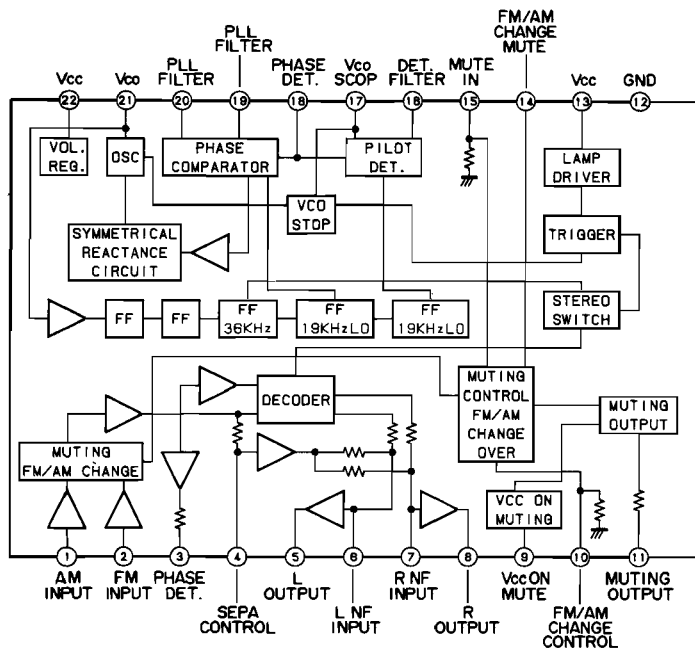 FM/AM
CHANGE
MUTE
PLL
FILTER
Vcc
Vco
PLL
FILTER
PHASE
DET.
Vco
SCOP
DET.
FILTER
MUTE
IN
Vcc
GND
22
21
20
19
18
17
16
15
14
13
12
VOL.
REG.
OSC
PHASE
COMPARATOR
PILOT
DET.
LAMP
DRIVER
VCO
STOP
TRIGGER
SYMMETRICAL
REACTANCE
CIRCUIT
STEREO
SWITCH
FF
FF
FF
36KHz
FF
19KHzLO
FF
19KHzLO
DECODER
MUTING
CONTROL
FM/AM
CHANGE
OVER
MUTING
OUTPUT
MUTING
FM/AM CHANGE
VCC ON
MUTING
1
2
3
4
5
6
7
8
9
10
11
AM
INPUT
FM
INPUT
PHASE
DET.
SEPA
CONTROL
L
OUTPUT
L NF
INPUT
R NF
INPUT
R
OUTPUT
Vcc ON
MUTE
FM/AM
CHANGE
CONTROL
MUTING
OUTPUT